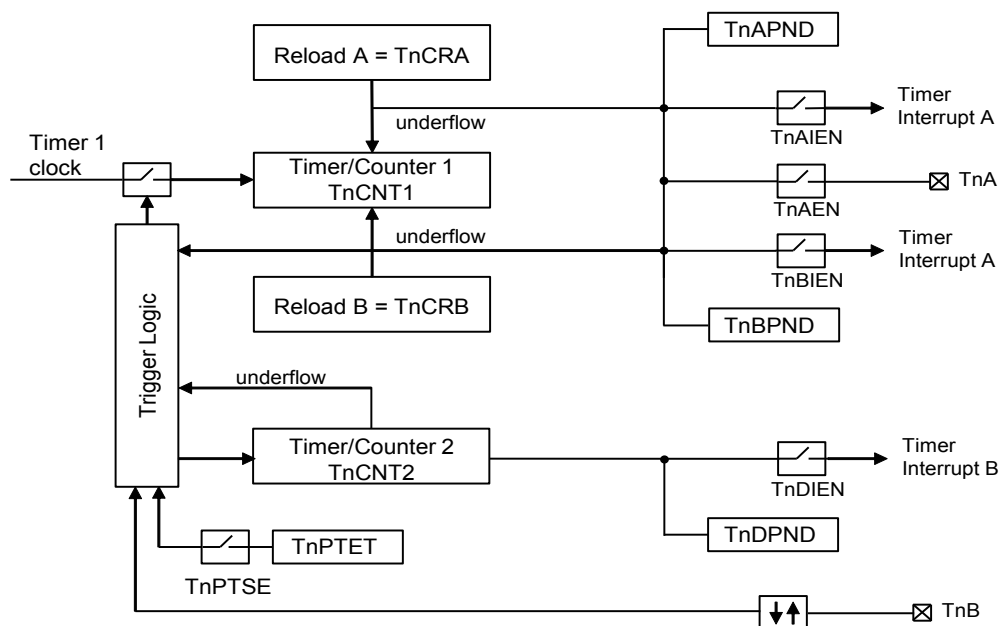 TnAPND
Reload A = TnCRA
underflow
TnAIEN
Timer
Interrupt A
Timer 1
clock
Timer/Counter 1
TnCNT1
TnAEN
TnA
underflow
TnBIEN
Timer
Interrupt A
Reload B = TnCRB
TnBPND
Trigger Logic
underflow
Timer/Counter 2
TnCNT2
TnDIEN
Timer
Interrupt B
TnDPND
TnPTET
TnPTSE
TnB